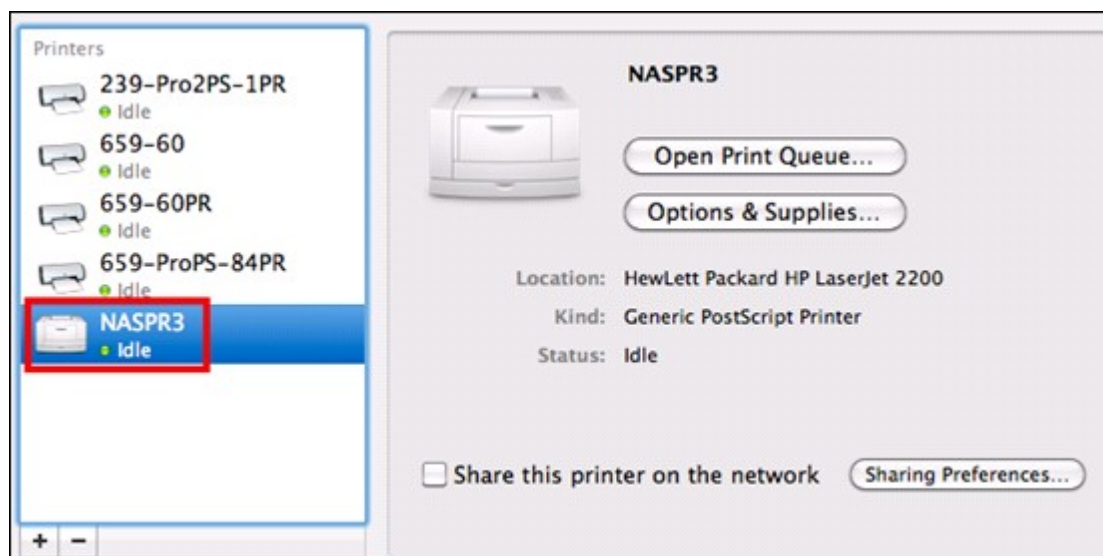 Printers
239-Pro2PS-1PR
Idle
659-60
Idle
659-60PR
Idle
659-ProPS-84PR
Idle
NASPR3
Idle
+ -
NASPR3
Open Print Queue...
Options & Supplies...
Location: HewLett Packard HP LaserJet 2200
Kind: Generic PostScript Printer
Status: Idle
Share this printer on the network
Sharing Preferences...